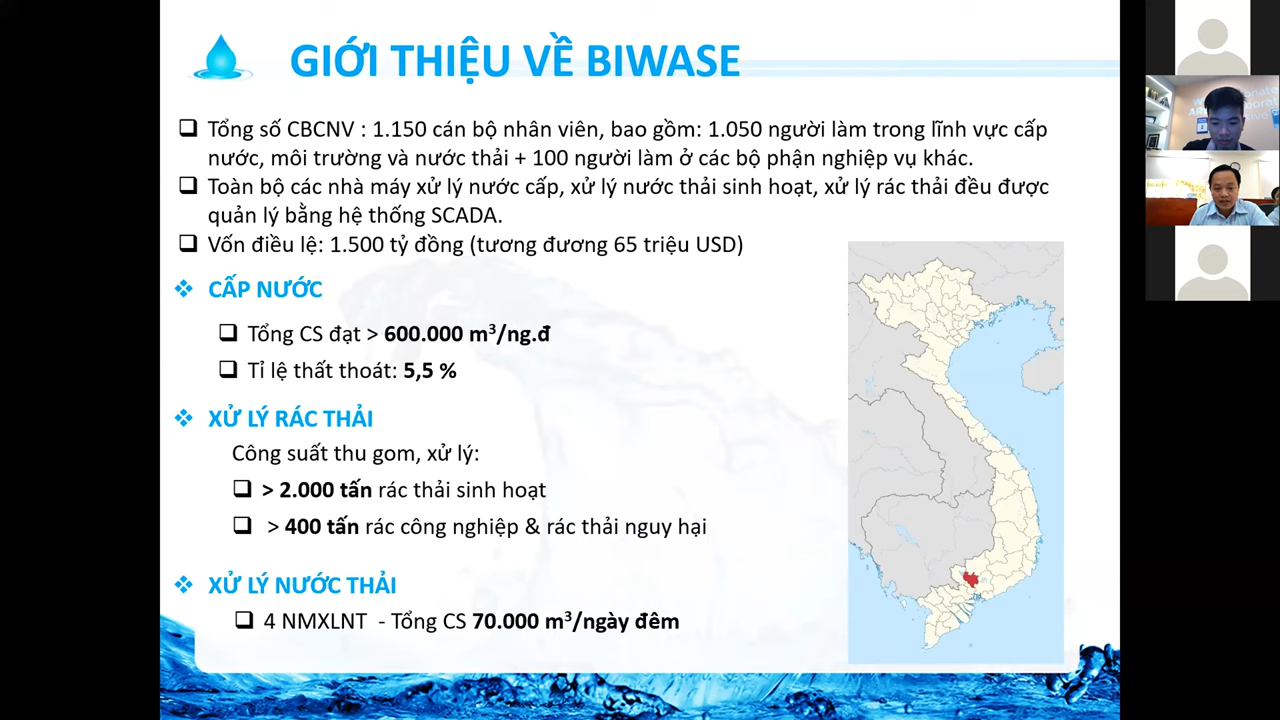 GIỚI THIỆU VỀ BIWASE
❑ Tổng số CBCNV : 1.150 cán bộ nhân viên, bao gồm: 1.050 người làm trong lĩnh vực cấp
nước, môi trường và nước thải + 100 người làm ở các bộ phận nghiệp vụ khác.
❑ Toàn bộ các nhà máy xử lý nước cấp, xử lý nước thải sinh hoạt, xử lý rác thải đều được
quản lý bằng hệ thống SCADA.
❑ Vốn điều lệ: 1.500 tỷ đồng (tương đương 65 triệu USD)
❖ CẤP NƯỚC
❑ Tổng CS đạt > 600.000 m³/ng.đ
❑ Tỉ lệ thất thoát: 5,5 %
❖ XỬ LÝ RÁC THẢI
Công suất thu gom, xử lý:
❑ > 2.000 tấn rác thải sinh hoạt
❑ > 400 tấn rác công nghiệp & rác thải nguy hại
❖ XỬ LÝ NƯỚC THẢI
❑ 4 NMXLNT - Tổng CS 70.000 m³/ngày đêm